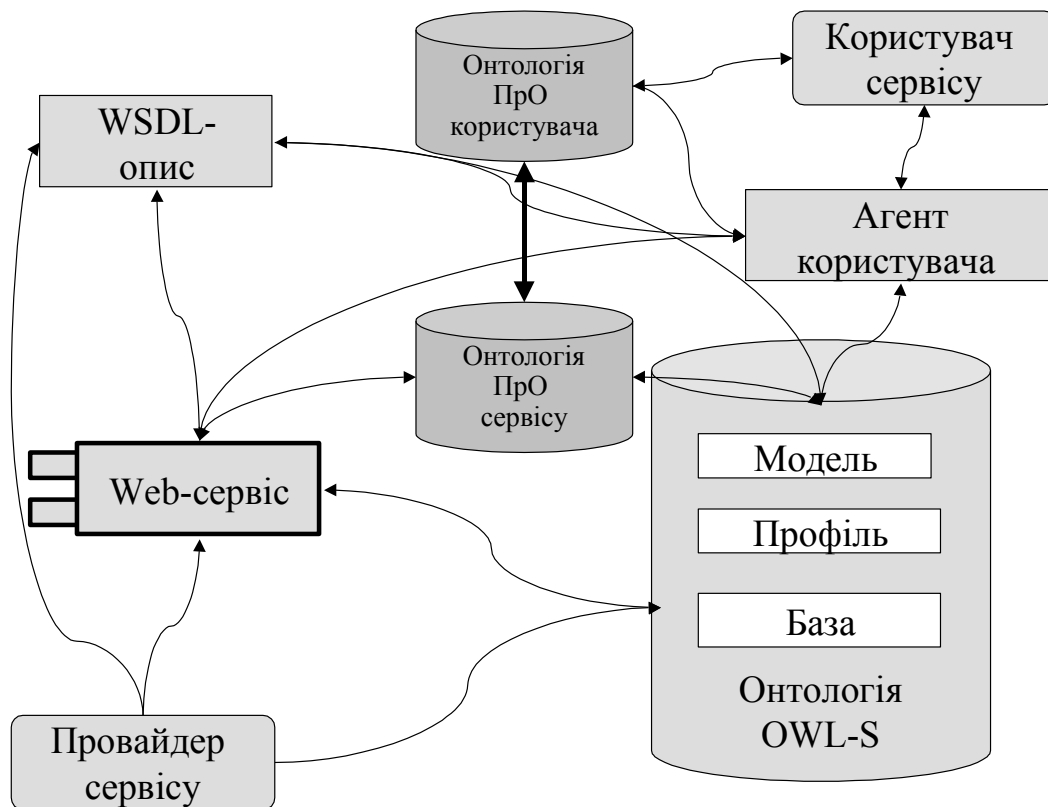 Онтологія
ПрО
користувача
Користувач
сервісу
WSDL-
опис
Агент
користувача
Онтологія
ПрО
сервісу
Модель
Web-сервіс
Профіль
База
Онтологія
OWL-S
Провайдер
сервісу